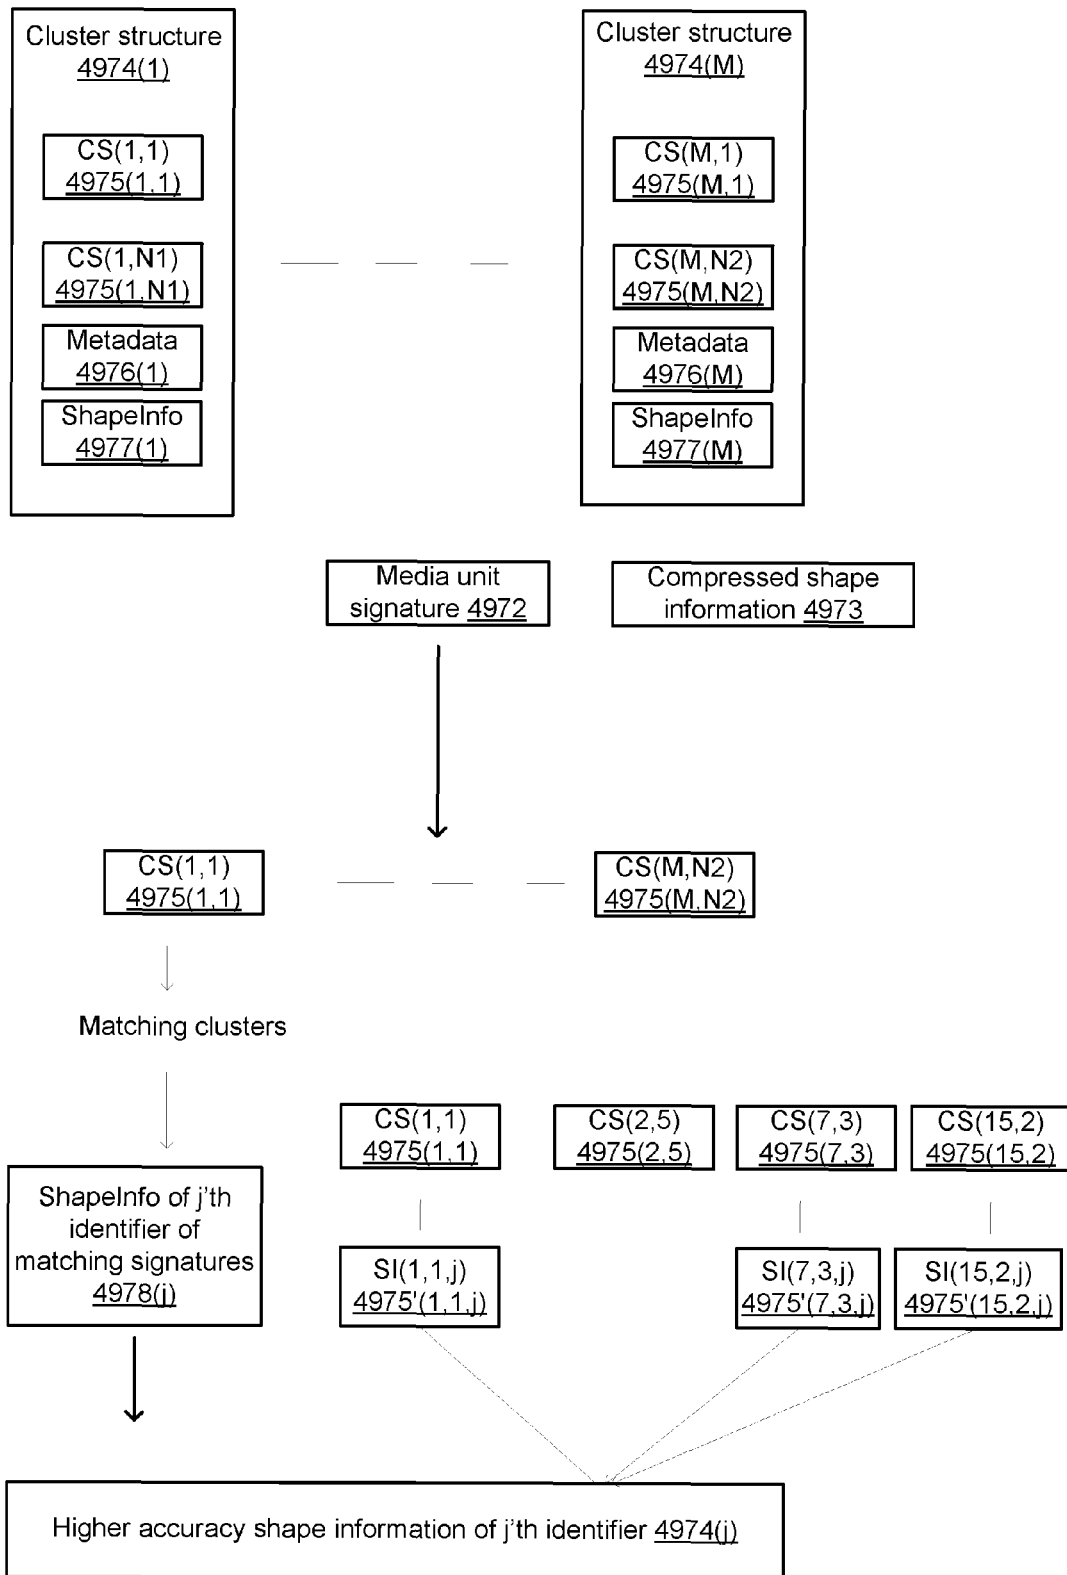 Cluster structure
4974(1)
CS(1,1)
4975(1,1)
CS(1,N1)
4975(1,N1)
Metadata
4976(1)
ShapeInfo
4977(1)
Cluster structure
4974(M)
CS(M,1)
4975(M,1)
CS(M,N2)
4975(M,N2)
Metadata
4976(M)
ShapeInfo
4977(M)
Media unit
signature 4972
Compressed shape
information 4973
CS(1,1)
4975(1,1)
CS(M,N2)
4975(M,N2)
Matching clusters
CS(1,1)
4975(1,1)
CS(2,5)
4975(2,5)
CS(7,3)
4975(7,3)
CS(15,2)
4975(15,2)
ShapeInfo of j'th
identifier of
matching signatures
4978(j)
SI(1,1,j)
4975'(1,1,j)
SI(7,3,j)
4975'(7,3,j)
SI(15,2,j)
4975'(15,2,j)
Higher accuracy shape information of j'th identifier 4974(j)